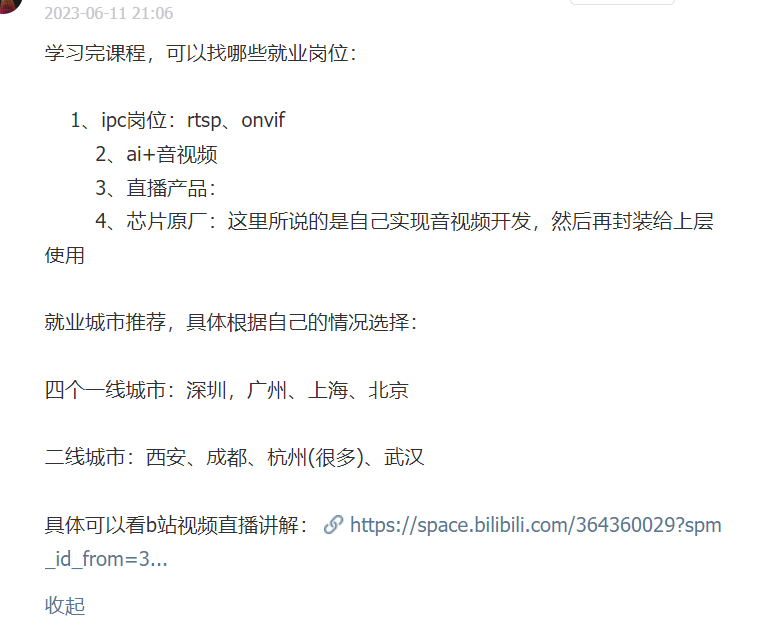 2023-06-11 21:06
学习完课程，可以找哪些就业岗位：
1、ipc岗位：rtsp、onvif
2、ai+音视频
3、直播产品：
4、芯片原厂：这里所说的是自己实现音视频开发，然后再封装给上层
使用
就业城市推荐，具体根据自己的情况选择：
四个一线城市：深圳，广州、上海、北京
二线城市：西安、成都、杭州(很多)、武汉
具体可以看b站视频直播讲解： https://space.bilibili.com/364360029?spm
_id_from=3...
收起